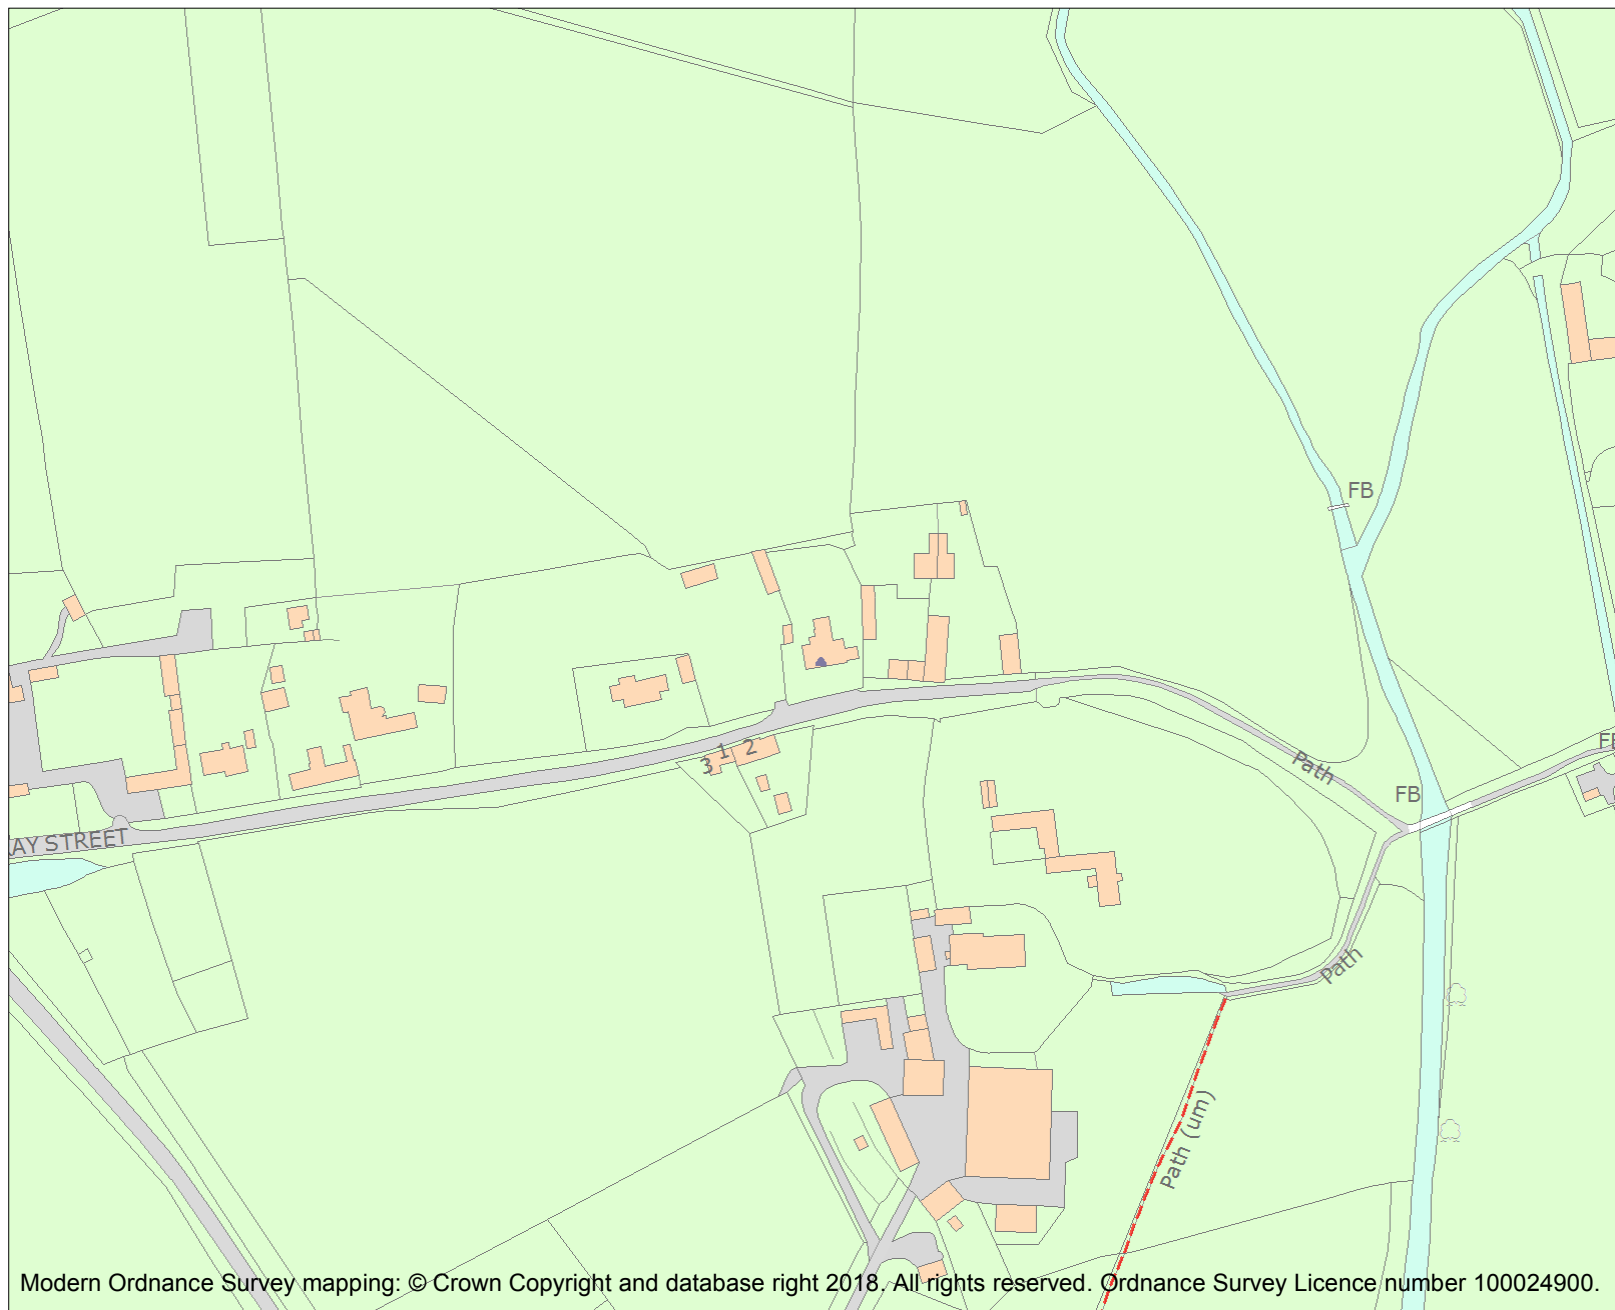 FB
FB
1 2
3
Path
FB
AY STREET
Path
Path (um)
Modern Ordnance Survey mapping: © Crown Copyright and database right 2018. All rights reserved. Ordnance Survey Licence number 100024900.